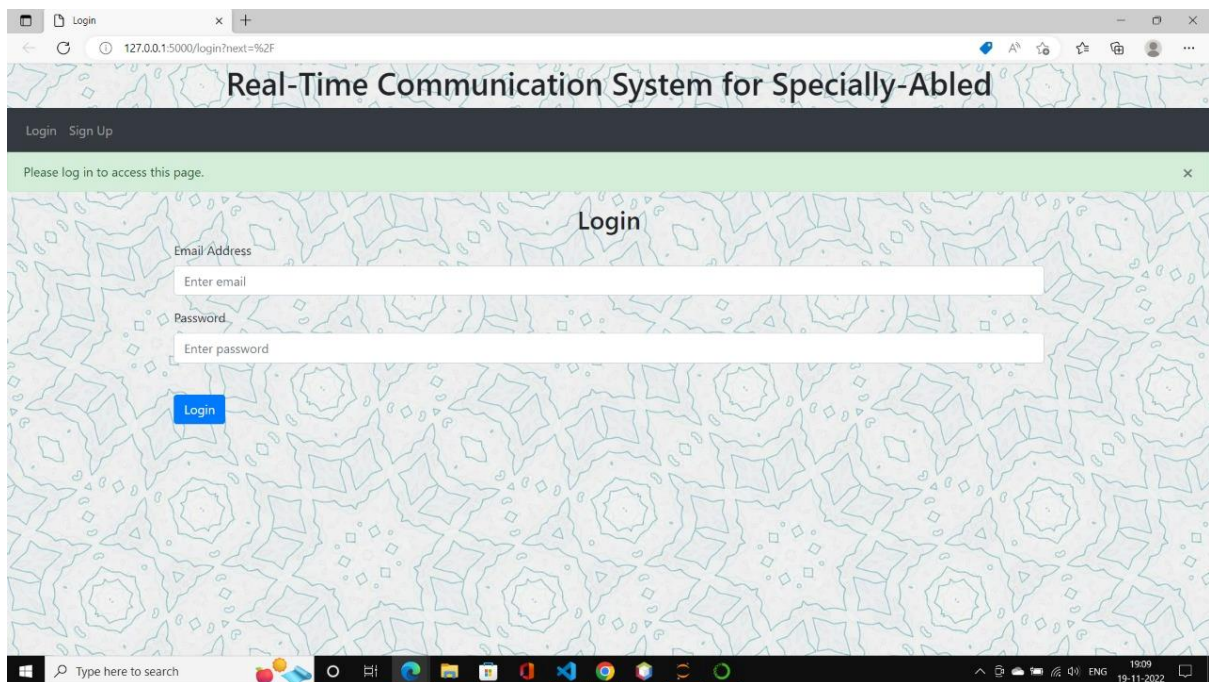 Login
127.0.0.1:5000/login?next=%2F
Real-Time Communication System for Specially-Abled
Login Sign Up
Please log in to access this page. ×
Login
Email Address
Enter email
Password
Enter password
Login
Type here to search
ENG
19:09
19-11-2022